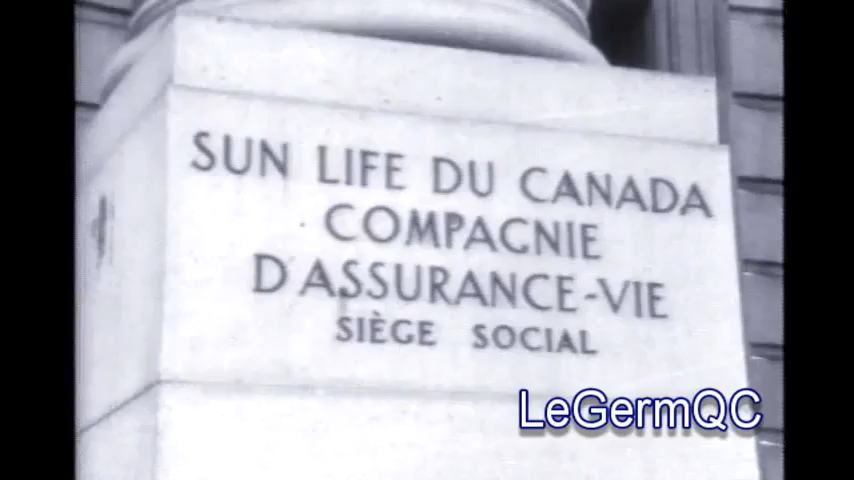 SUN LIFE DU CANADA
COMPAGNIE
D'ASSURANCE-VIE
SIÈGE SOCIAL
LeGermQC